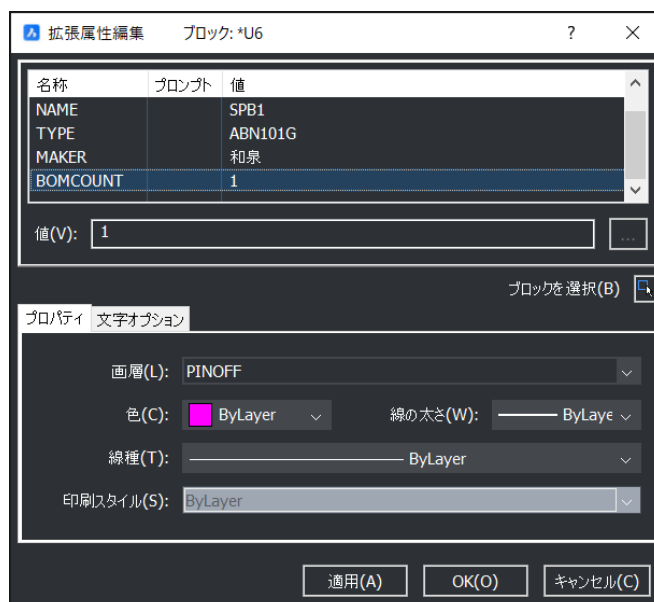 拡張属性編集 ブロック: *U6 ?
名称 プロンプト 値
NAME SPB1
TYPE ABN101G
MAKER 和泉
BOMCOUNT 1
値(V): 1 ...
ブロックを選択(B)
プロパティ 文字オプション
画層(L): PINOFF
色(C): ByLayer 線の太さ(W): ByLaye
線種(T): ByLayer
印刷スタイル(S): ByLayer
適用(A) OK(O) キャンセル(C)